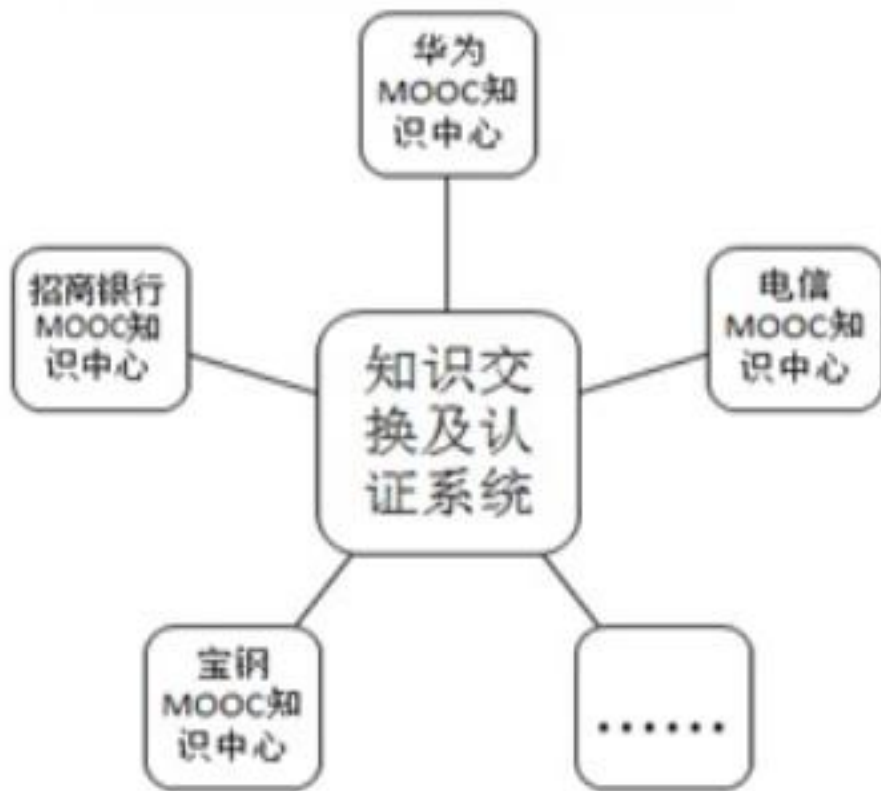 华为
MOOC知
识中心
招商银行
MOOC知
识中心
电信
MOOC知
识中心
知识交
换及认
证系统
宝钢
MOOC知
识中心
……